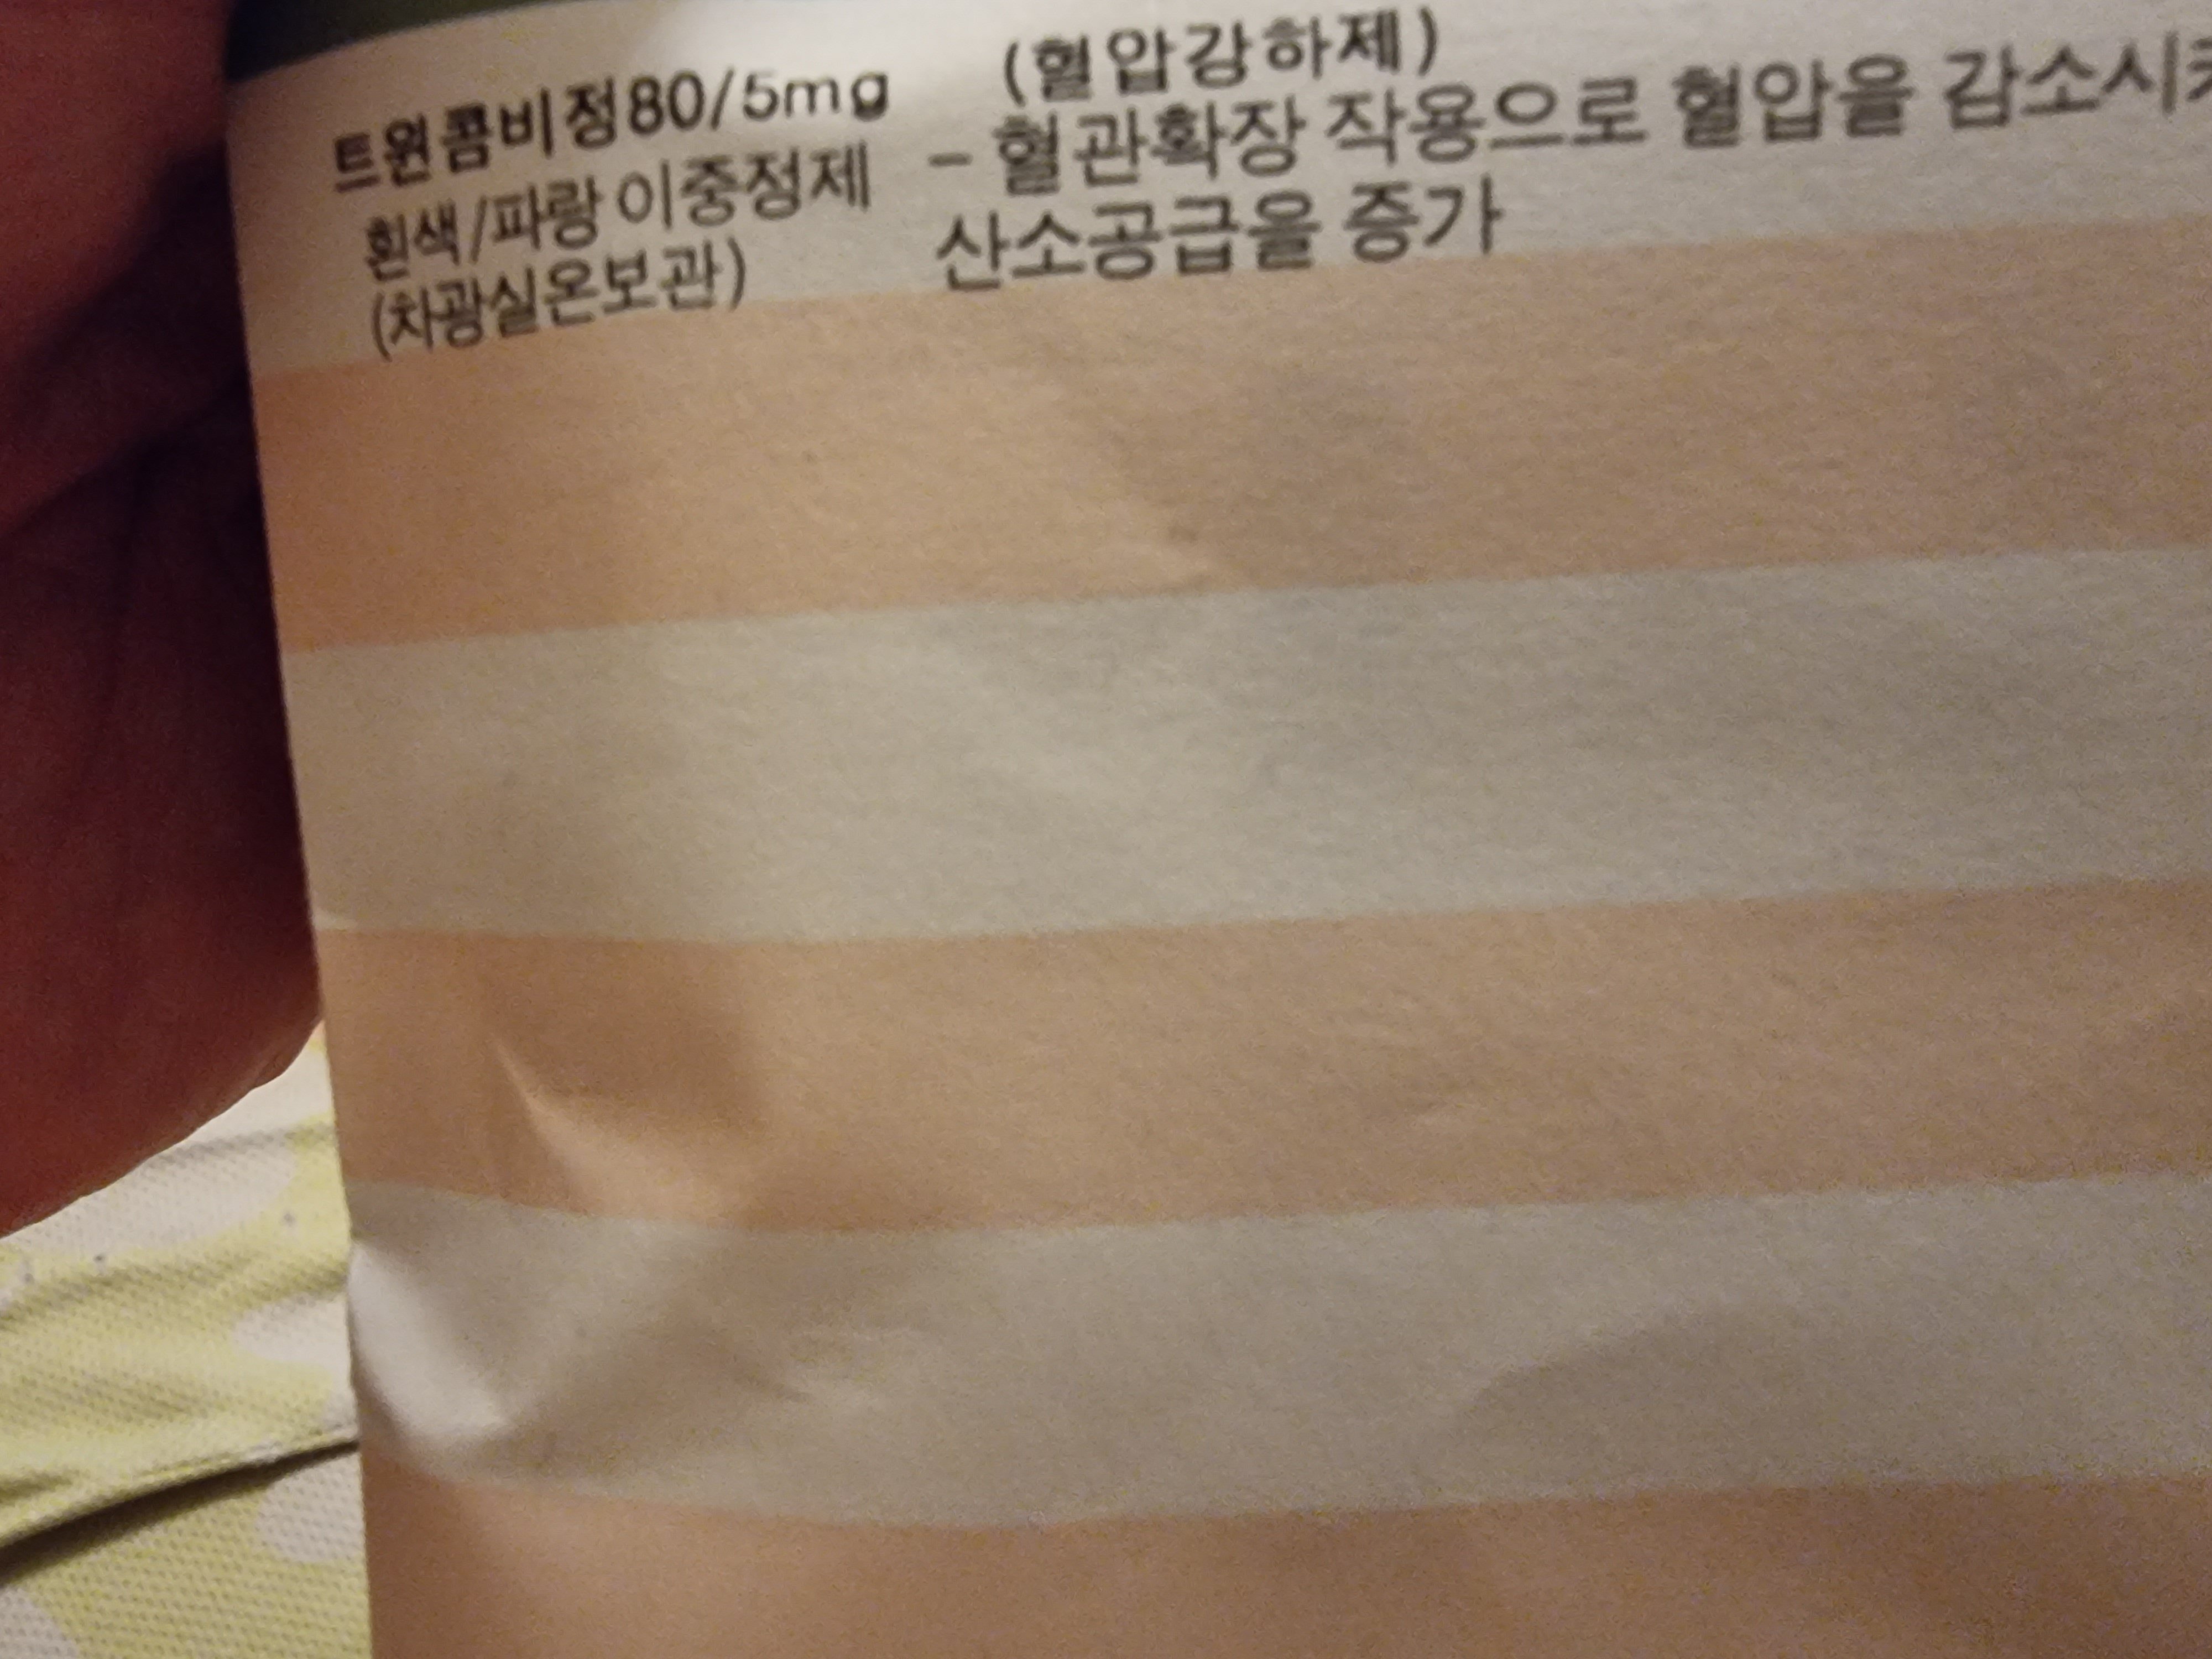 트윈콤비정80/5mg
흰색/파랑 이중정제
(차광실온보관)
(혈압강하제)
- 혈관확장 작용으로 혈압을 감소시켜
산소공급을 증가